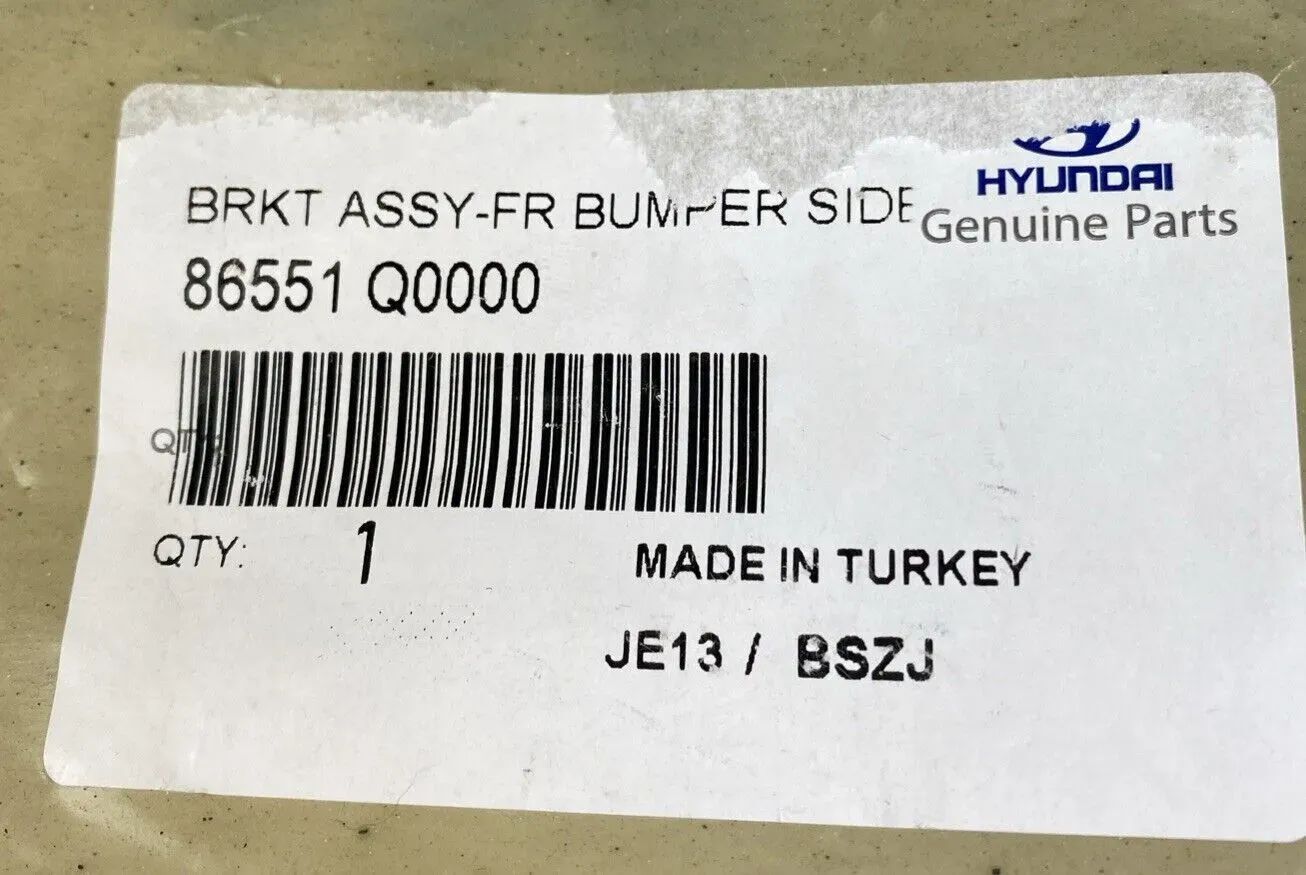 HYUNDAI
Genuine Parts
BRKT ASSY-FR BUMPER SIDE
86551 Q0000
QTY:
QTY: 1
MADE IN TURKEY
JE13 / BSZJ